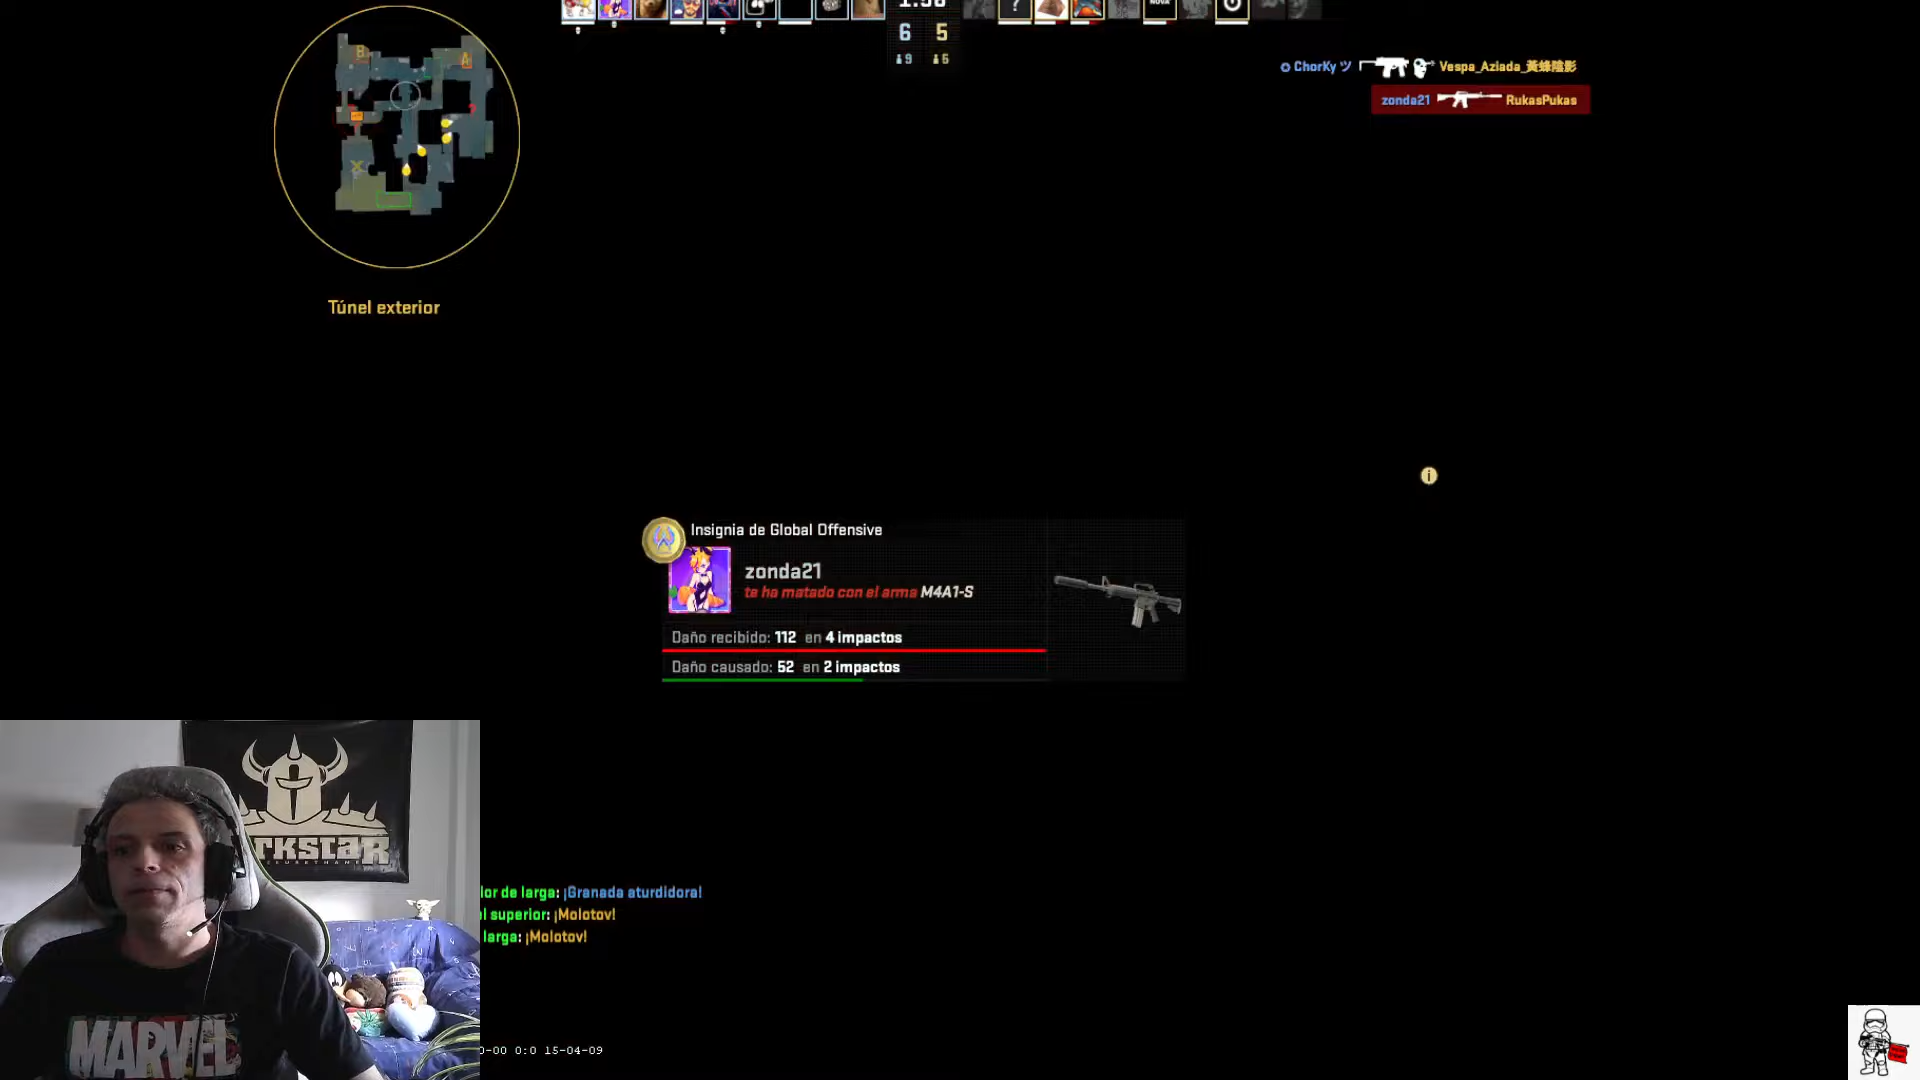 6 5
9 6
B
A
ChorKy ツ Vespa_Aziada_黃蜂陰影
zonda21 RukasPukas
Túnel exterior
Insignia de Global Offensive
zonda21
te ha matado con el arma M4A1-S
Daño recibido: 112 en 4 impactos
Daño causado: 52 en 2 impactos
RKSTAR
lor de larga: ¡Granada aturdidora!
l superior: ¡Molotov!
larga: ¡Molotov!
MARVEL
0-00 0:0 15-04-09